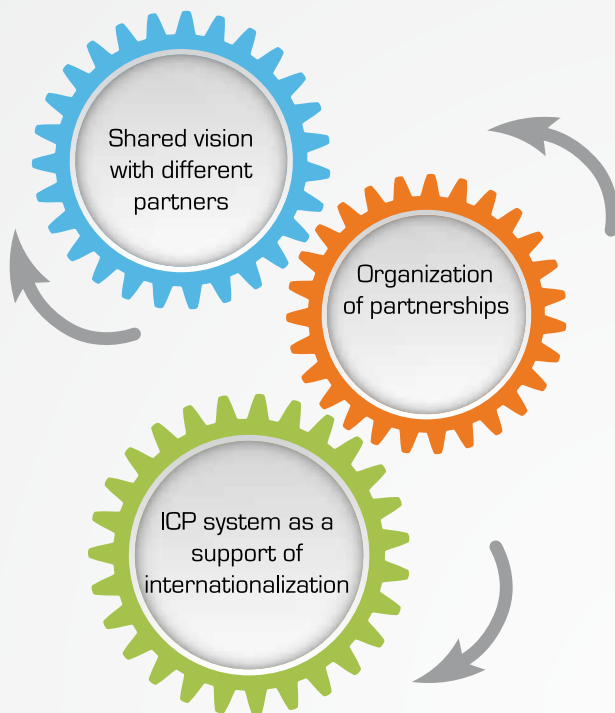 Shared vision
with different
partners
Organization
of partnerships
ICP system as a
support of
internationalization